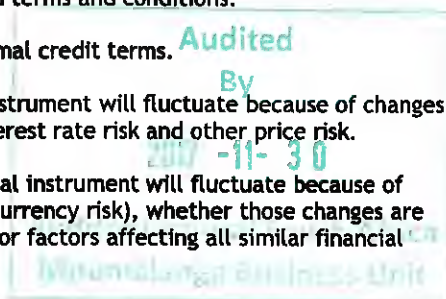 terms and conditions.
mal credit terms. Audited
By
strument will fluctuate because of changes
erest rate risk and other price risk.
-11- 30
al instrument will fluctuate because of
urrency risk), whether those changes are
or factors affecting all similar financial
Mpumalanga Business Unit